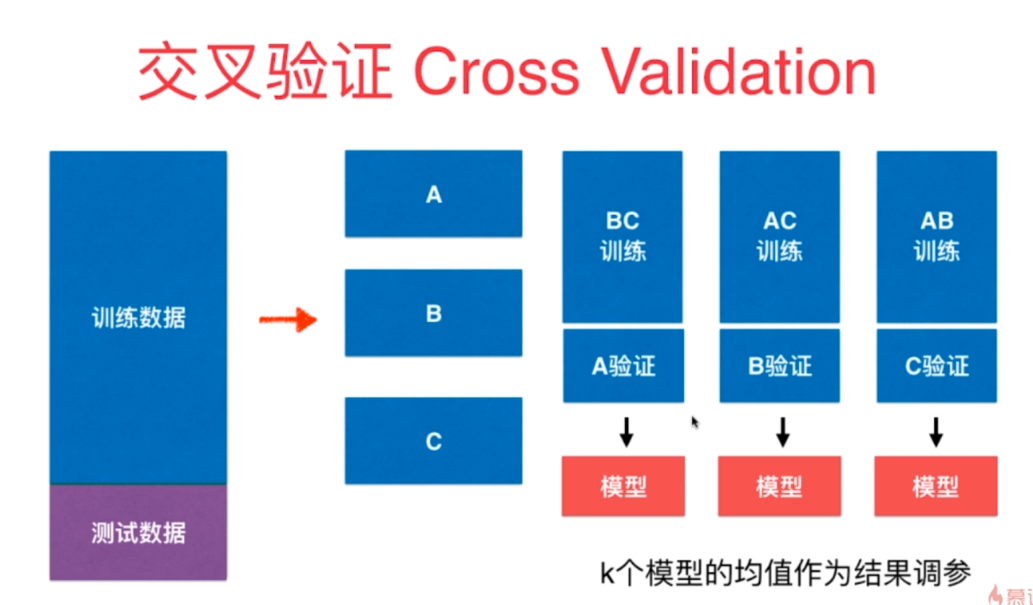 交叉验证 Cross Validation
训练数据
测试数据
A
B
C
BC
训练
A验证
模型
AC
训练
B验证
模型
AB
训练
C验证
模型
k个模型的均值作为结果调参